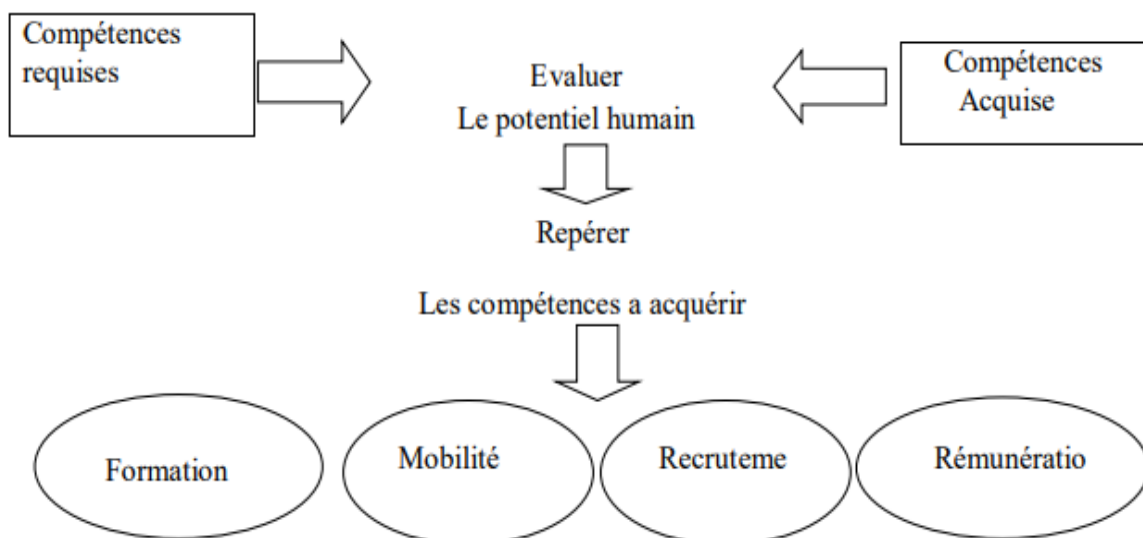 Compétences
requises
Evaluer
Le potentiel humain
Compétences
Acquise
Repérer
Les compétences a acquérir
Formation
Mobilité
Recruteme
Rémunératio